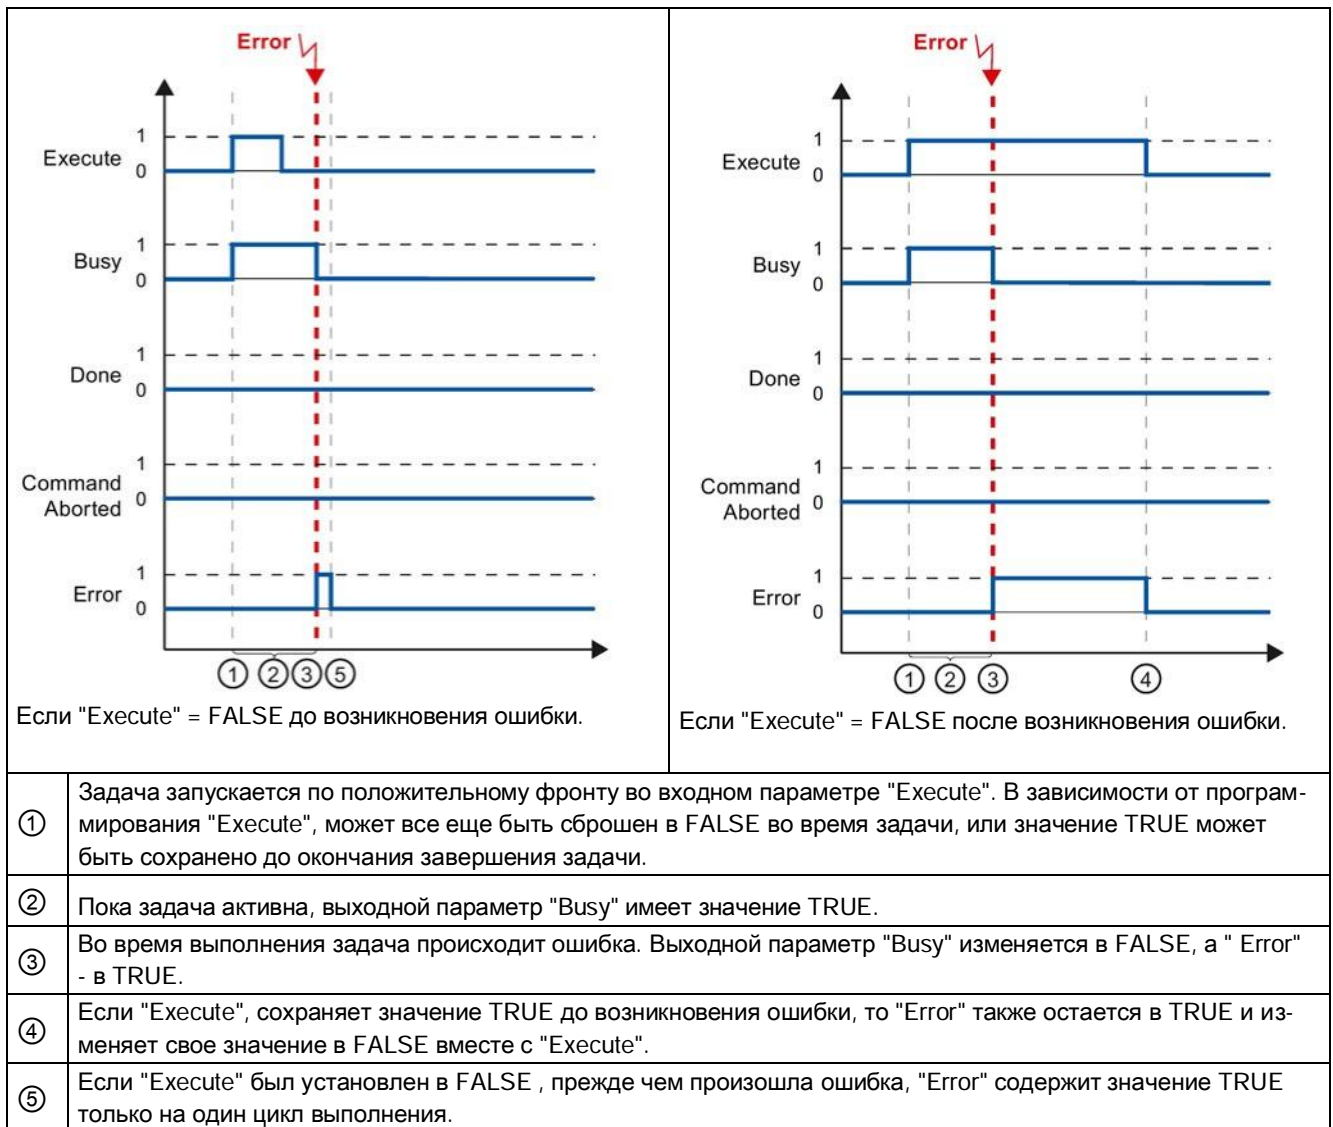 Error
Execute
1
0
Busy
1
0
Done
1
0
Command
Aborted
1
0
Error
1
0
① ② ③ ⑤
Если "Execute" = FALSE до возникновения ошибки.
Error
Execute
1
0
Busy
1
0
Done
1
0
Command
Aborted
1
0
Error
1
0
① ② ③ ④
Если "Execute" = FALSE после возникновения ошибки.
①
Задача запускается по положительному фронту во входном параметре "Execute". В зависимости от програм-
мирования "Execute", может все еще быть сброшен в FALSE во время задачи, или значение TRUE может
быть сохранено до окончания завершения задачи.
②
Пока задача активна, выходной параметр "Busy" имеет значение TRUE.
③
Во время выполнения задача происходит ошибка. Выходной параметр "Busy" изменяется в FALSE, а " Error"
- в TRUE.
④
Если "Execute", сохраняет значение TRUE до возникновения ошибки, то "Error" также остается в TRUE и из-
меняет свое значение в FALSE вместе с "Execute".
⑤
Если "Execute" был установлен в FALSE , прежде чем произошла ошибка, "Error" содержит значение TRUE
только на один цикл выполнения.